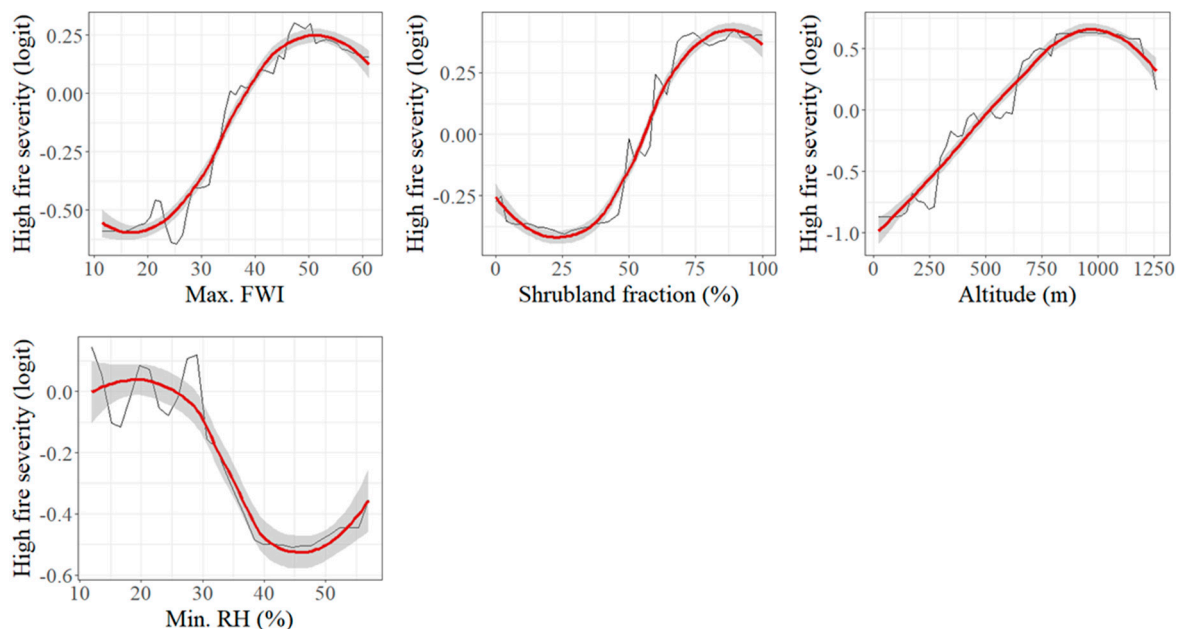 High fire severity (logit)
0.25
0.00
-0.25
-0.50
10 20 30 40 50 60
Max. FWI
High fire severity (logit)
0.25
0.00
-0.25
0 25 50 75 100
Shrubland fraction (%)
High fire severity (logit)
0.5
0.0
-0.5
-1.0
0 250 500 750 1000 1250
Altitude (m)
High fire severity (logit)
0.0
-0.2
-0.4
-0.6
10 20 30 40 50
Min. RH (%)